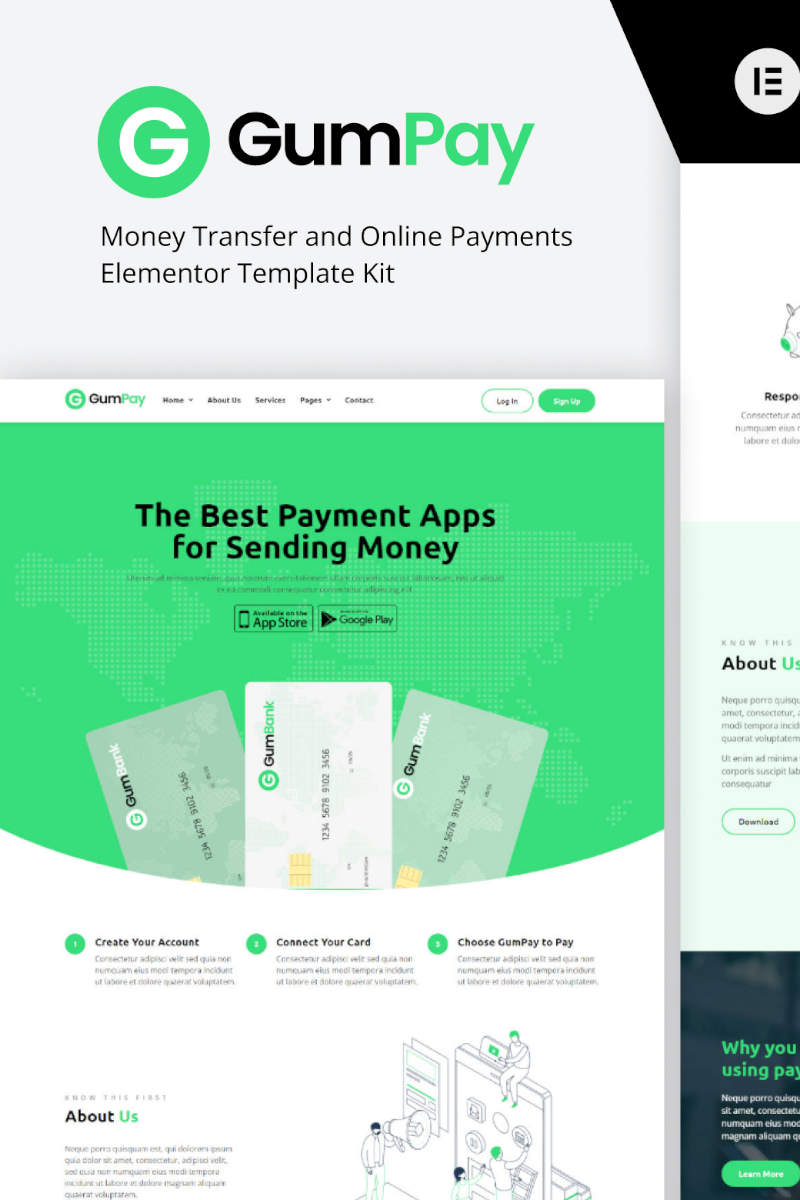 G GumPay
Money Transfer and Online Payments
Elementor Template Kit
GumPay Home About Us Services Pages Contact Log In Sign Up
The Best Payment Apps
for Sending Money
Available on the
App Store
Google Play
GumBank
1234 5678 9102 3456
GumBank
1234 5678 9102 3456
GumBank
1234 5678 9102 3456
1 Create Your Account
Consectetur adipisci velit sed quia non
numquam eius modi tempora incidunt
ut labore et dolore quaerat voluptatem.
2 Connect Your Card
Consectetur adipisci velit sed quia non
numquam eius modi tempora incidunt
ut labore et dolore quaerat voluptatem.
3 Choose GumPay to Pay
Consectetur adipisci velit sed quia non
numquam eius modi tempora incidunt
ut labore et dolore quaerat voluptatem.
KNOW THIS FIRST
About Us
Neque porro quisquam est, qui dolorem ipsum
quia dolor sit amet, consectetur, adipisci velit,
sed quia non numquam eius modi tempora
incidunt ut labore et dolore magnam aliquam
quaerat voluptatem.
Respo
Consectetur ad
numquam eius
labore et dolo
KNOW THIS
About Us
Neque porro quisqu
amet, consectetur, a
modi tempora incid
quaerat voluptatem
Ut enim ad minima
corporis suscipit lab
consequatur
Download
Why you
using pay
Neque porro quisqu
sit amet, consectetu
numquam eius mod
magnam aliquam qu
Learn More